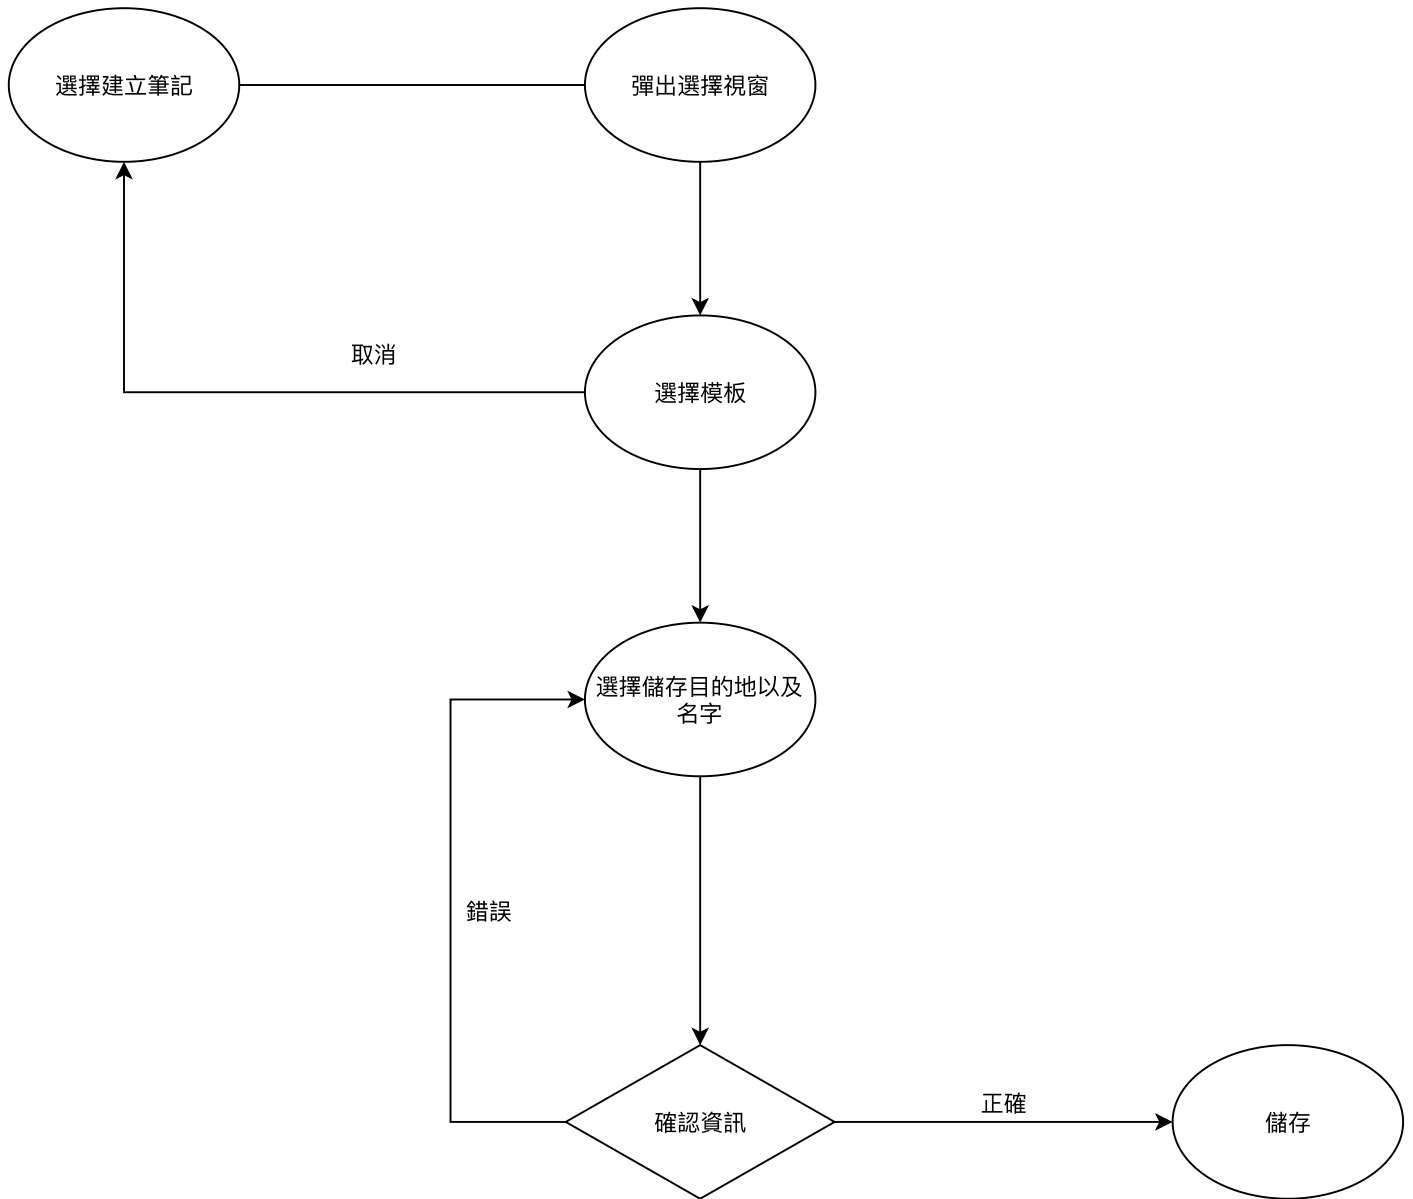 選擇建立筆記
彈出選擇視窗
取消
選擇模板
選擇儲存目的地以及
名字
錯誤
正確
確認資訊
儲存